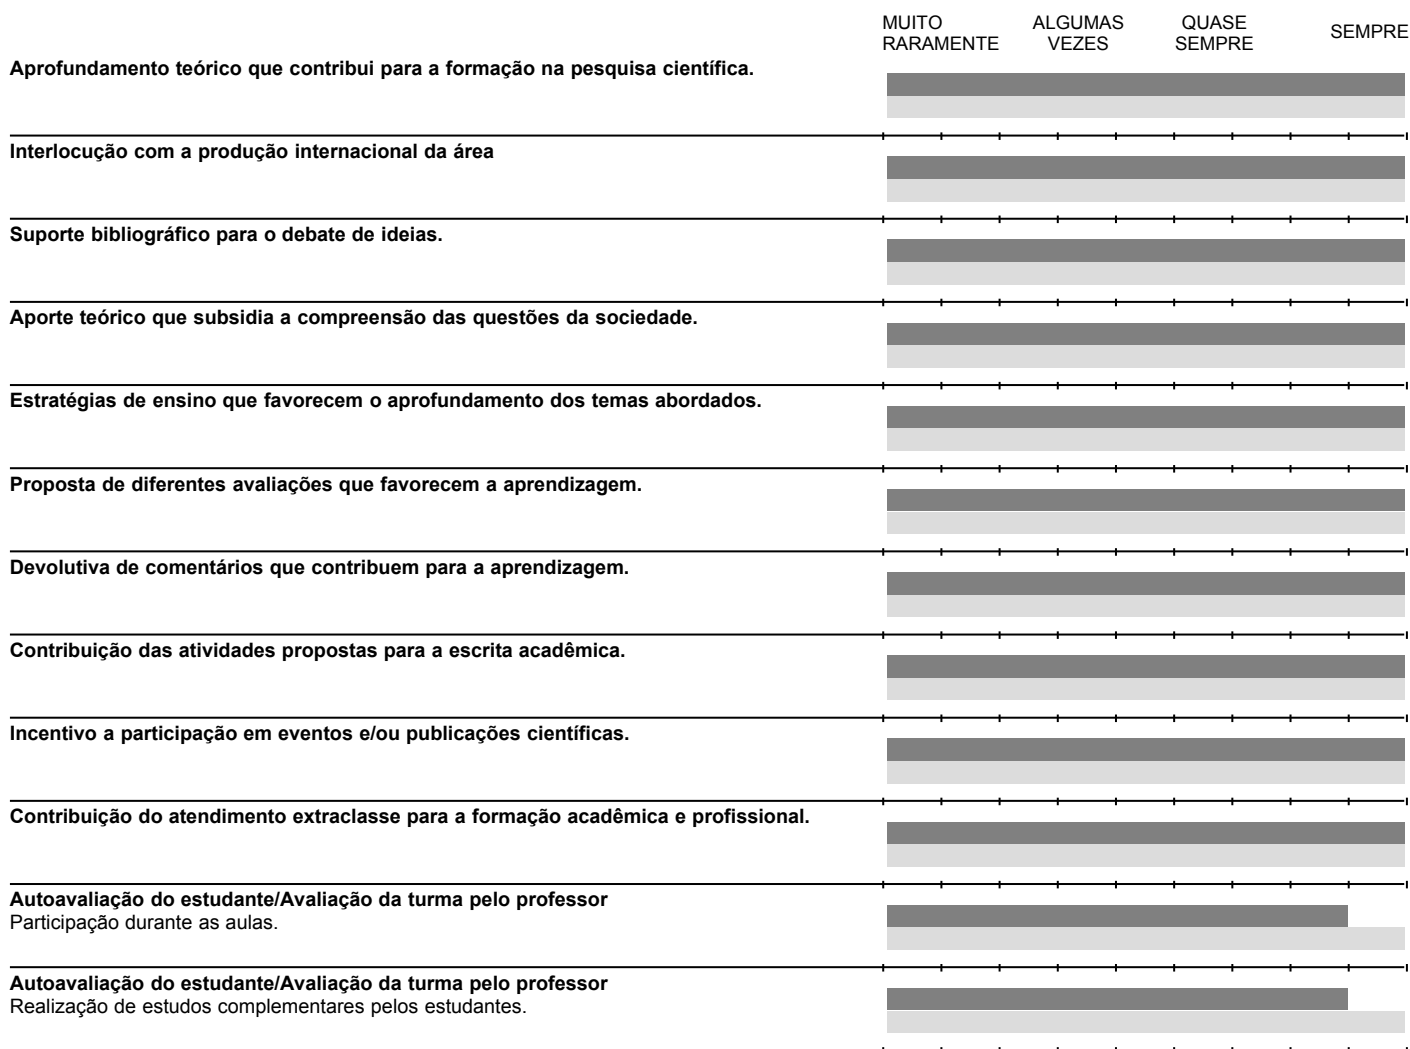 MUITO RARAMENTE ALGUMAS VEZES QUASE SEMPRE SEMPRE
Aprofundamento teórico que contribui para a formação na pesquisa científica.
Interlocução com a produção internacional da área
Suporte bibliográfico para o debate de ideias.
Aporte teórico que subsidia a compreensão das questões da sociedade.
Estratégias de ensino que favorecem o aprofundamento dos temas abordados.
Proposta de diferentes avaliações que favorecem a aprendizagem.
Devolutiva de comentários que contribuem para a aprendizagem.
Contribuição das atividades propostas para a escrita acadêmica.
Incentivo a participação em eventos e/ou publicações científicas.
Contribuição do atendimento extraclasse para a formação acadêmica e profissional.
Autoavaliação do estudante/Avaliação da turma pelo professor
Participação durante as aulas.
Autoavaliação do estudante/Avaliação da turma pelo professor
Realização de estudos complementares pelos estudantes.